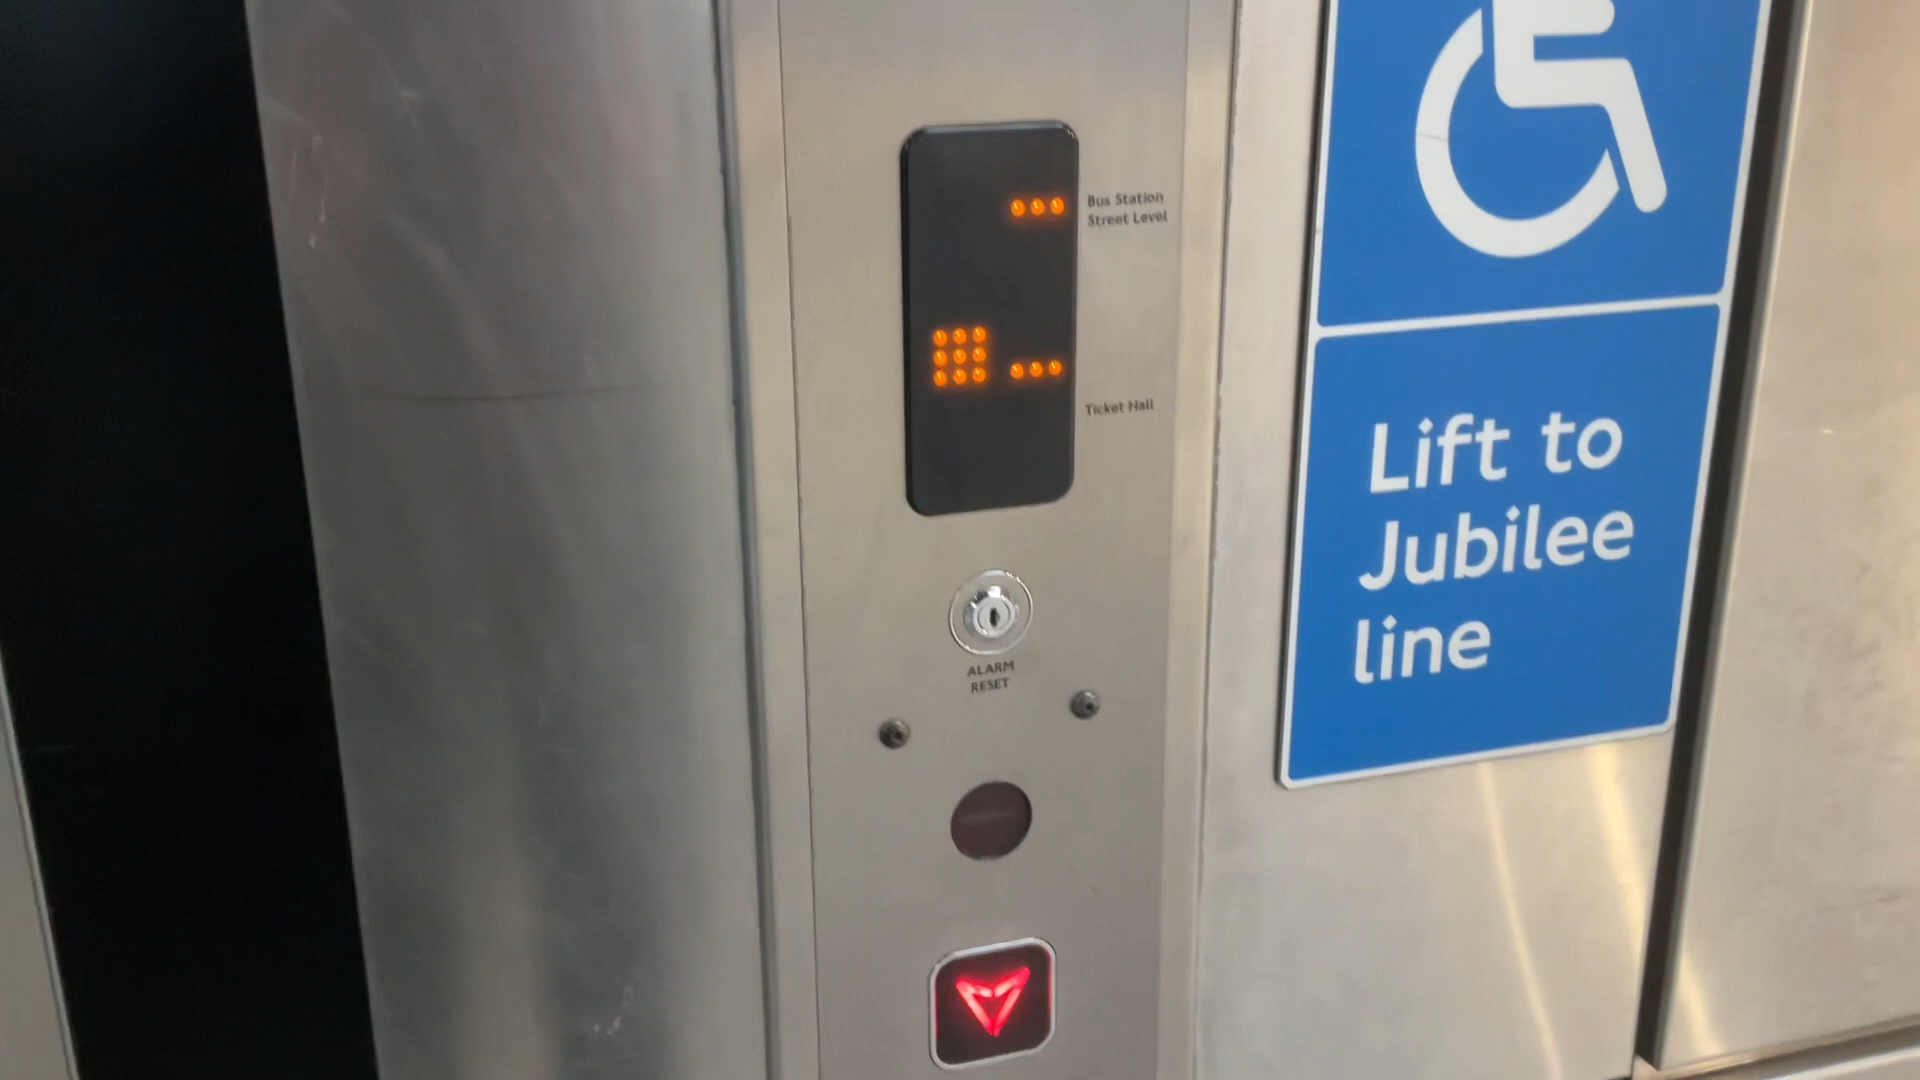 Bus Station
Street Level
Ticket Hall
ALARM
RESET
Lift to
Jubilee
line